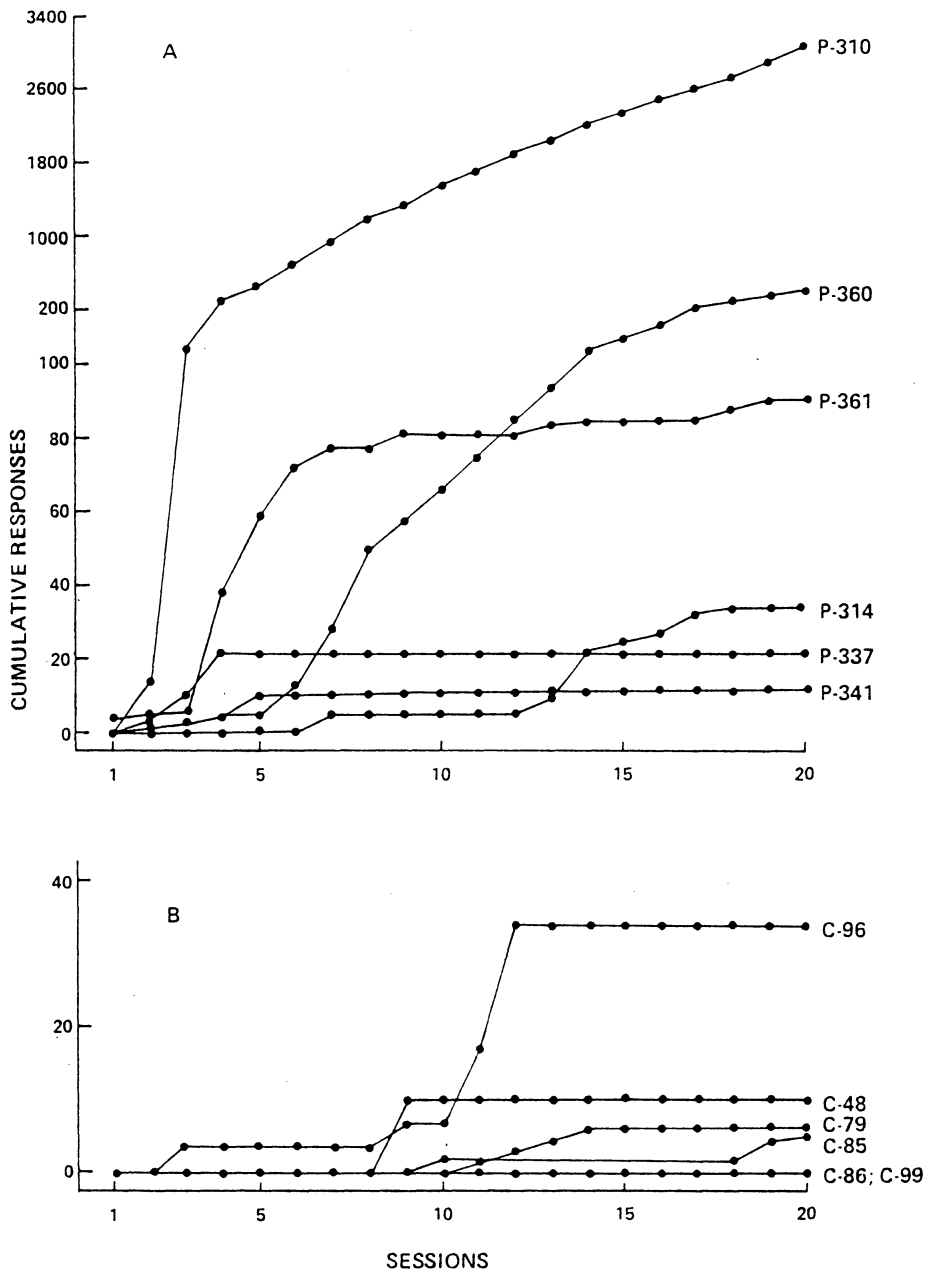 3400
A
P-310
2600
1800
1000
P-360
200
100
P-361
80
60
40
P-314
20
P-337
P-341
0
CUMULATIVE RESPONSES
1 5 10 15 20
40
B
C-96
20
C-48
C-79
C-85
0
C-86; C-99
1 5 10 15 20
SESSIONS